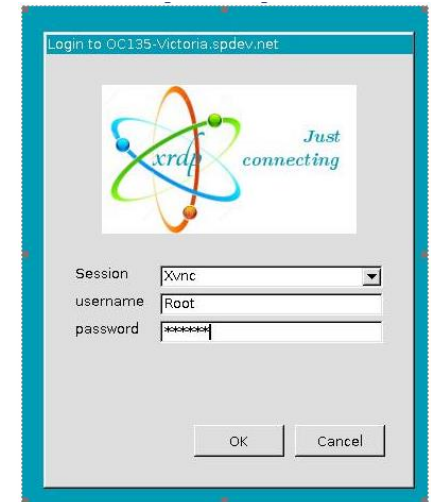 Login to OC135-Victoria.spdev.net
Just
xrdp connecting
Session Xvnc
username Root
password ******
OK Cancel